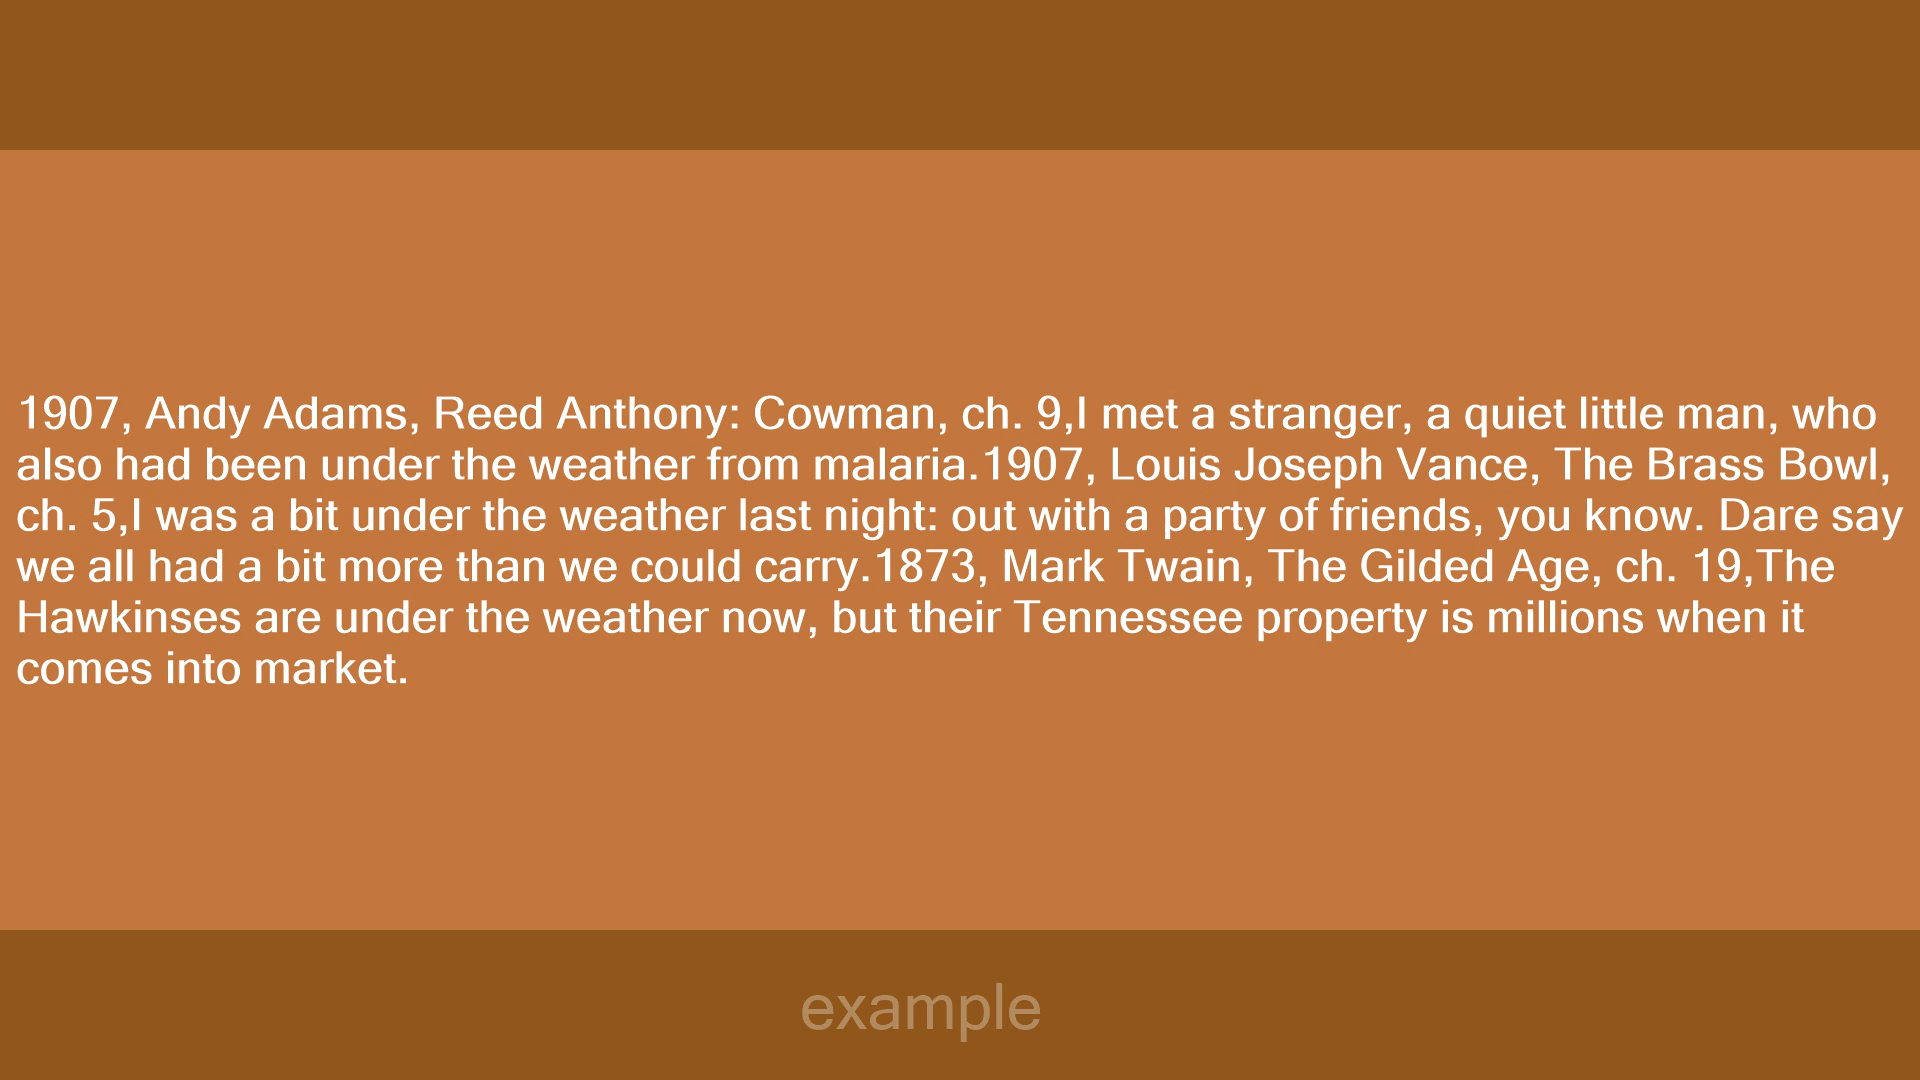 1907, Andy Adams, Reed Anthony: Cowman, ch. 9,I met a stranger, a quiet little man, who
also had been under the weather from malaria.1907, Louis Joseph Vance, The Brass Bowl,
ch. 5,I was a bit under the weather last night: out with a party of friends, you know. Dare say
we all had a bit more than we could carry.1873, Mark Twain, The Gilded Age, ch. 19,The
Hawkinses are under the weather now, but their Tennessee property is millions when it
comes into market.
example